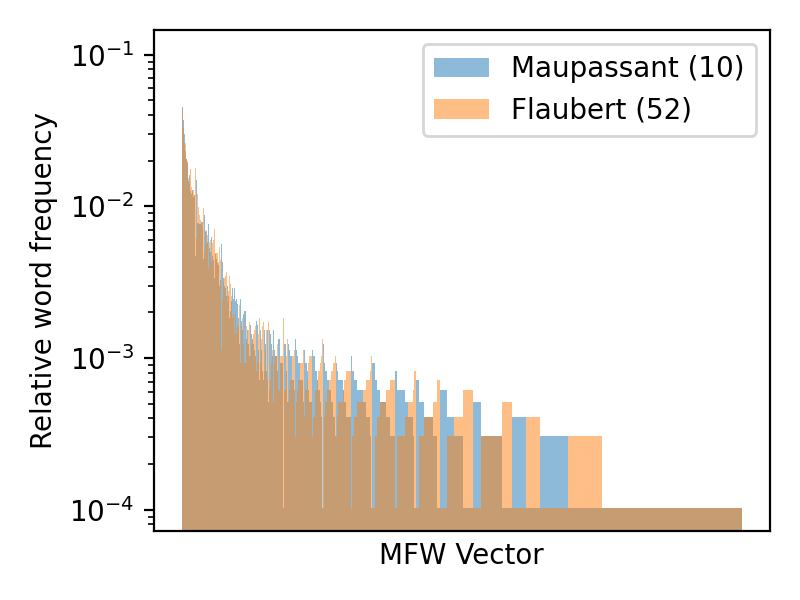 Maupassant (10)
Flaubert (52)
10⁻¹
10⁻²
10⁻³
10⁻⁴
Relative word frequency
MFW Vector